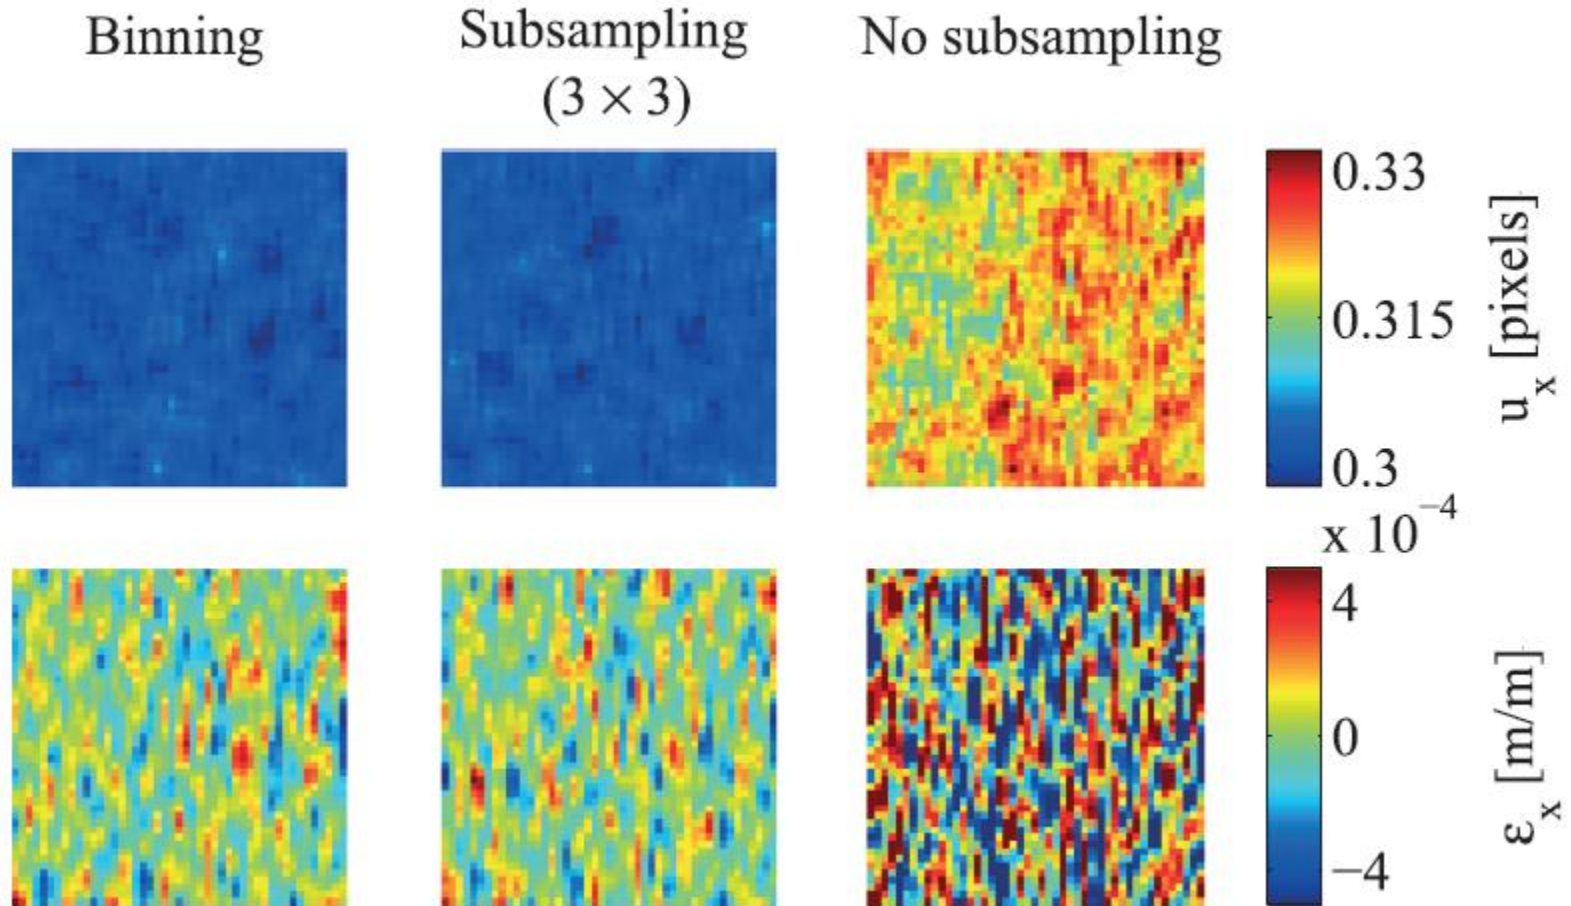 Binning
Subsampling
(3 × 3)
No subsampling
0.33
0.315
0.3
u_x [pixels]
x 10^−4
4
0
−4
ε_x [m/m]